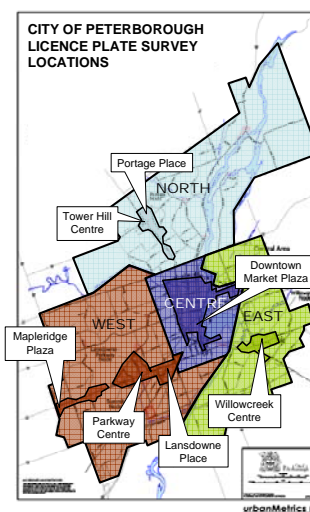 CITY OF PETERBOROUGH
LICENCE PLATE SURVEY
LOCATIONS
Portage Place
NORTH
Tower Hill
Centre
Downtown
Market Plaza
CENTRE
WEST
EAST
Mapleridge
Plaza
Parkway
Centre
Lansdowne
Place
Willowcreek
Centre
urbanMetrics